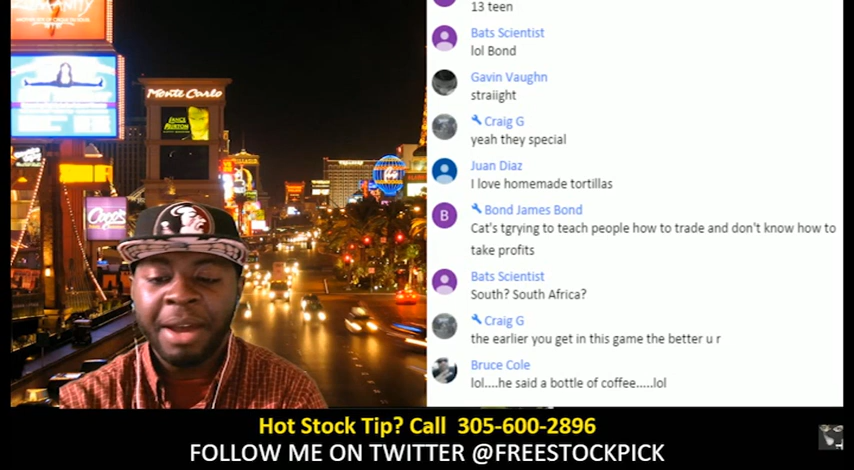 Monte Carlo
13 teen
Bats Scientist
lol Bond
Gavin Vaughn
straiight
Craig G
yeah they special
Juan Diaz
I love homemade tortillas
B
Bond James Bond
Cat's tgrying to teach people how to trade and don't know how to
take profits
Bats Scientist
South? South Africa?
Craig G
the earlier you get in this game the better u r
Bruce Cole
lol....he said a bottle of coffee.....lol
Hot Stock Tip? Call 305-600-2896
FOLLOW ME ON TWITTER @FREESTOCKPICK